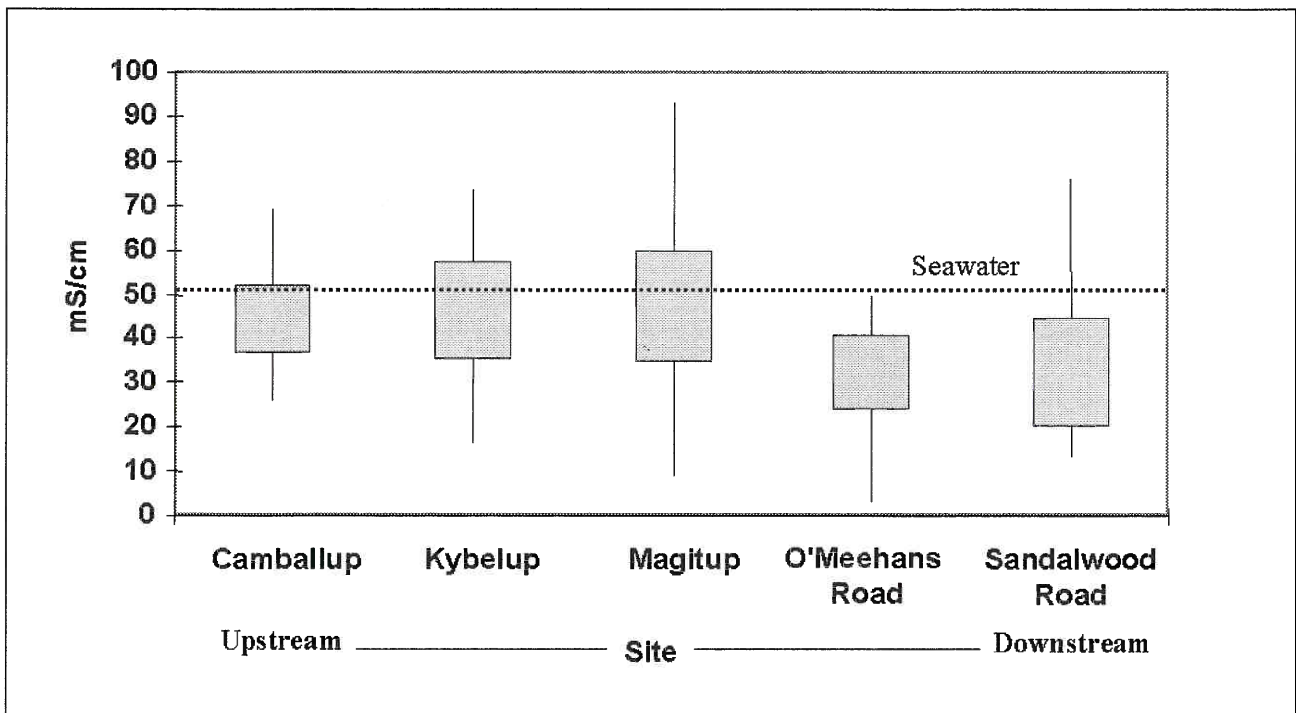 100
90
80
70
60
50
40
30
20
10
0
mS/cm
Seawater
Camballup
Kybelup
Magitup
O'Meehans
Road
Sandalwood
Road
Upstream
Site
Downstream